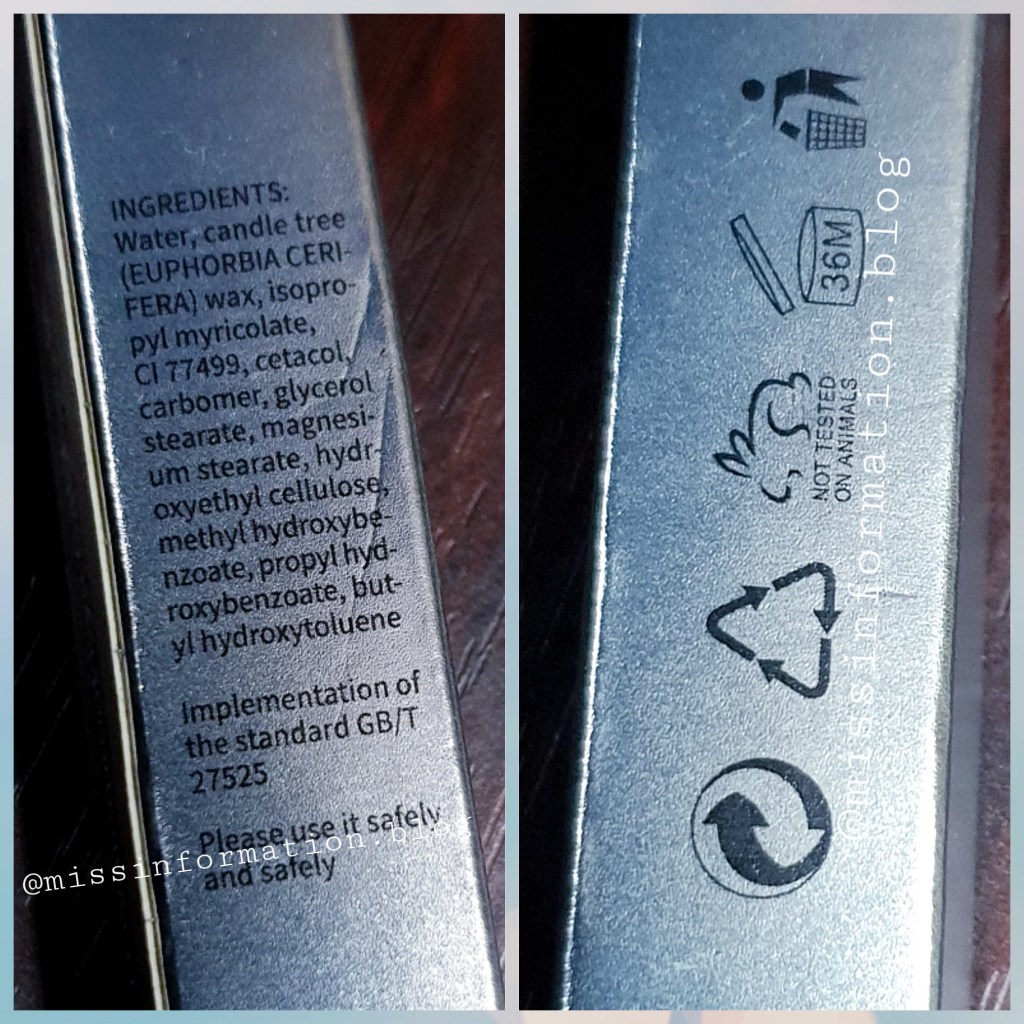 INGREDIENTS:
Water, candle tree
(EUPHORBIA CERI-
FERA) wax, isopro-
pyl myricolate,
CI 77499, cetacol,
carbomer, glycerol
stearate, magnesi-
um stearate, hydr-
oxyethyl cellulose,
methyl hydroxybe-
nzoate, propyl hyd-
roxybenzoate, but-
yl hydroxytoluene
Implementation of
the standard GB/T
27525
Please use it safely
and safely
@missinformation.blog
36M
NOT TESTED
ON ANIMALS
@missinformation.blog